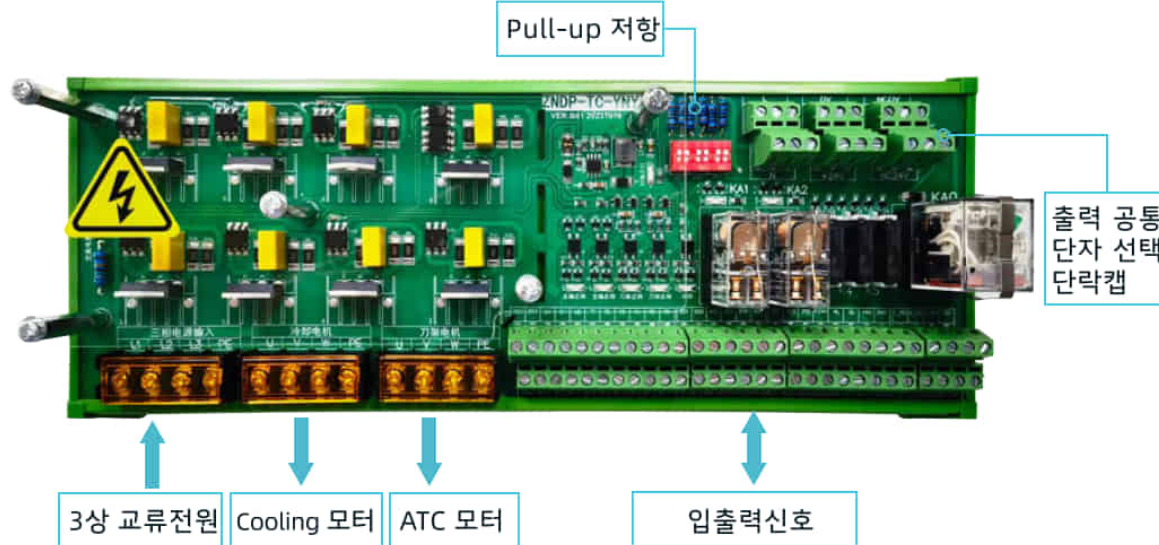 Pull-up 저항
ZNDP-TC-YNY
KA1
KA2
KA0
출력 공통
단자 선택
단락캡
三相电源输入
冷却电机
刀架电机
L1 L2 L3 PE
U V W PE
U V W PE
3상 교류전원
Cooling 모터
ATC 모터
입출력신호